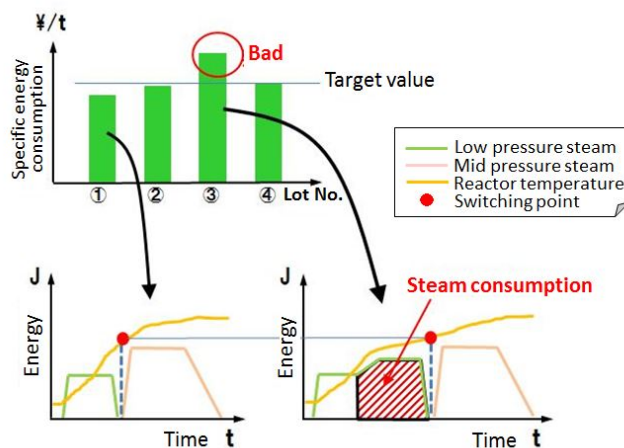 ¥/t
Bad
Target value
Specific energy
consumption
① ② ③ ④ Lot No.
Low pressure steam
Mid pressure steam
Reactor temperature
Switching point
J
Energy
Time t
J
Steam consumption
Energy
Time t